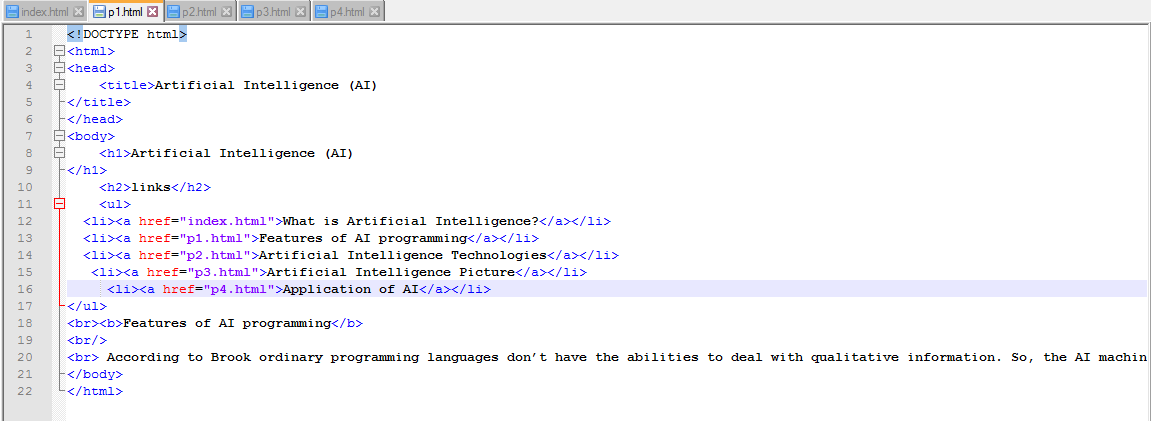 index.html p1.html p2.html p3.html p4.html
1 <!DOCTYPE html>
2 <html>
3 <head>
4 <title>Artificial Intelligence (AI)
5 </title>
6 </head>
7 <body>
8 <h1>Artificial Intelligence (AI)
9 </h1>
10 <h2>links</h2>
11 <ul>
12 <li><a href="index.html">What is Artificial Intelligence?</a></li>
13 <li><a href="p1.html">Features of AI programming</a></li>
14 <li><a href="p2.html">Artificial Intelligence Technologies</a></li>
15 <li><a href="p3.html">Artificial Intelligence Picture</a></li>
16 <li><a href="p4.html">Application of AI</a></li>
17 </ul>
18 <br><b>Features of AI programming</b>
19 <br/>
20 <br> According to Brook ordinary programming languages don’t have the abilities to deal with qualitative information. So, the AI machin
21 </body>
22 </html>